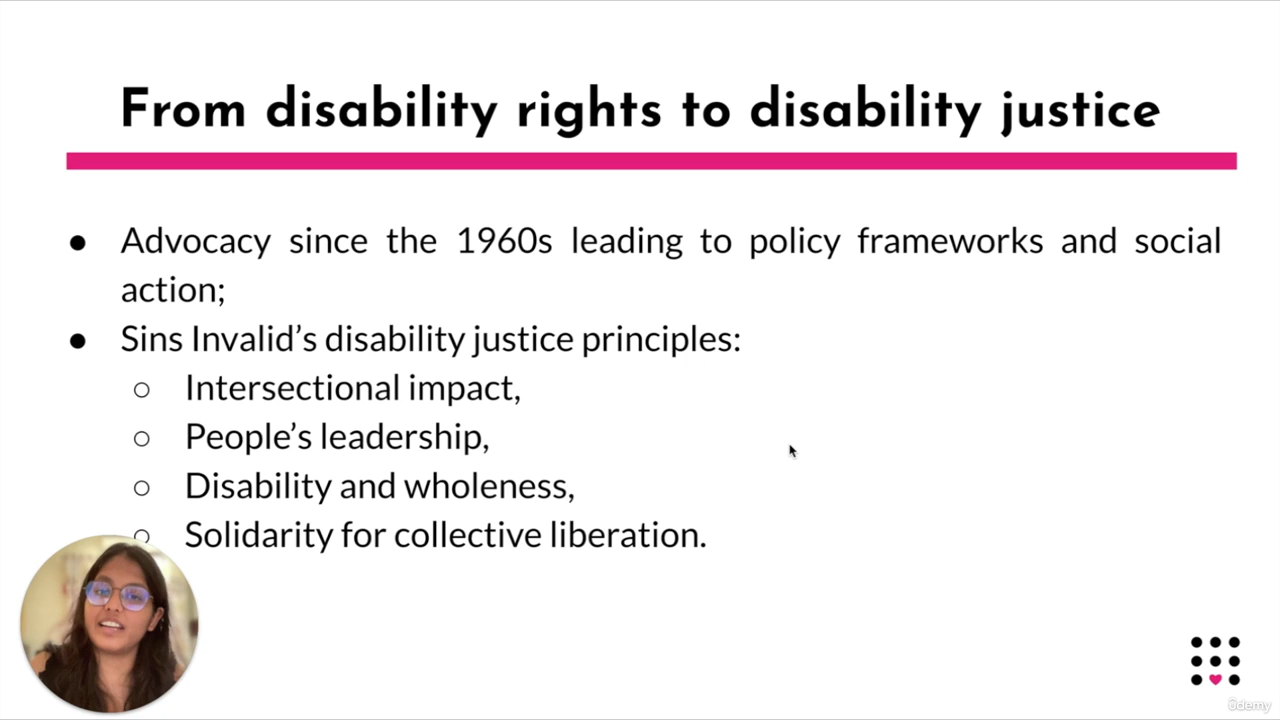 From disability rights to disability justice
● Advocacy since the 1960s leading to policy frameworks and social
action;
● Sins Invalid’s disability justice principles:
○ Intersectional impact,
○ People’s leadership,
○ Disability and wholeness,
○ Solidarity for collective liberation.
ûdemy